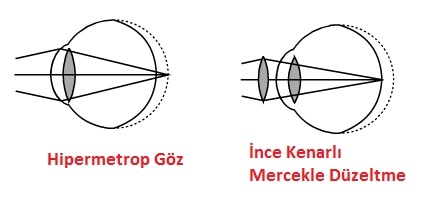 Hipermetrop Göz
İnce Kenarlı
Mercekle Düzeltme